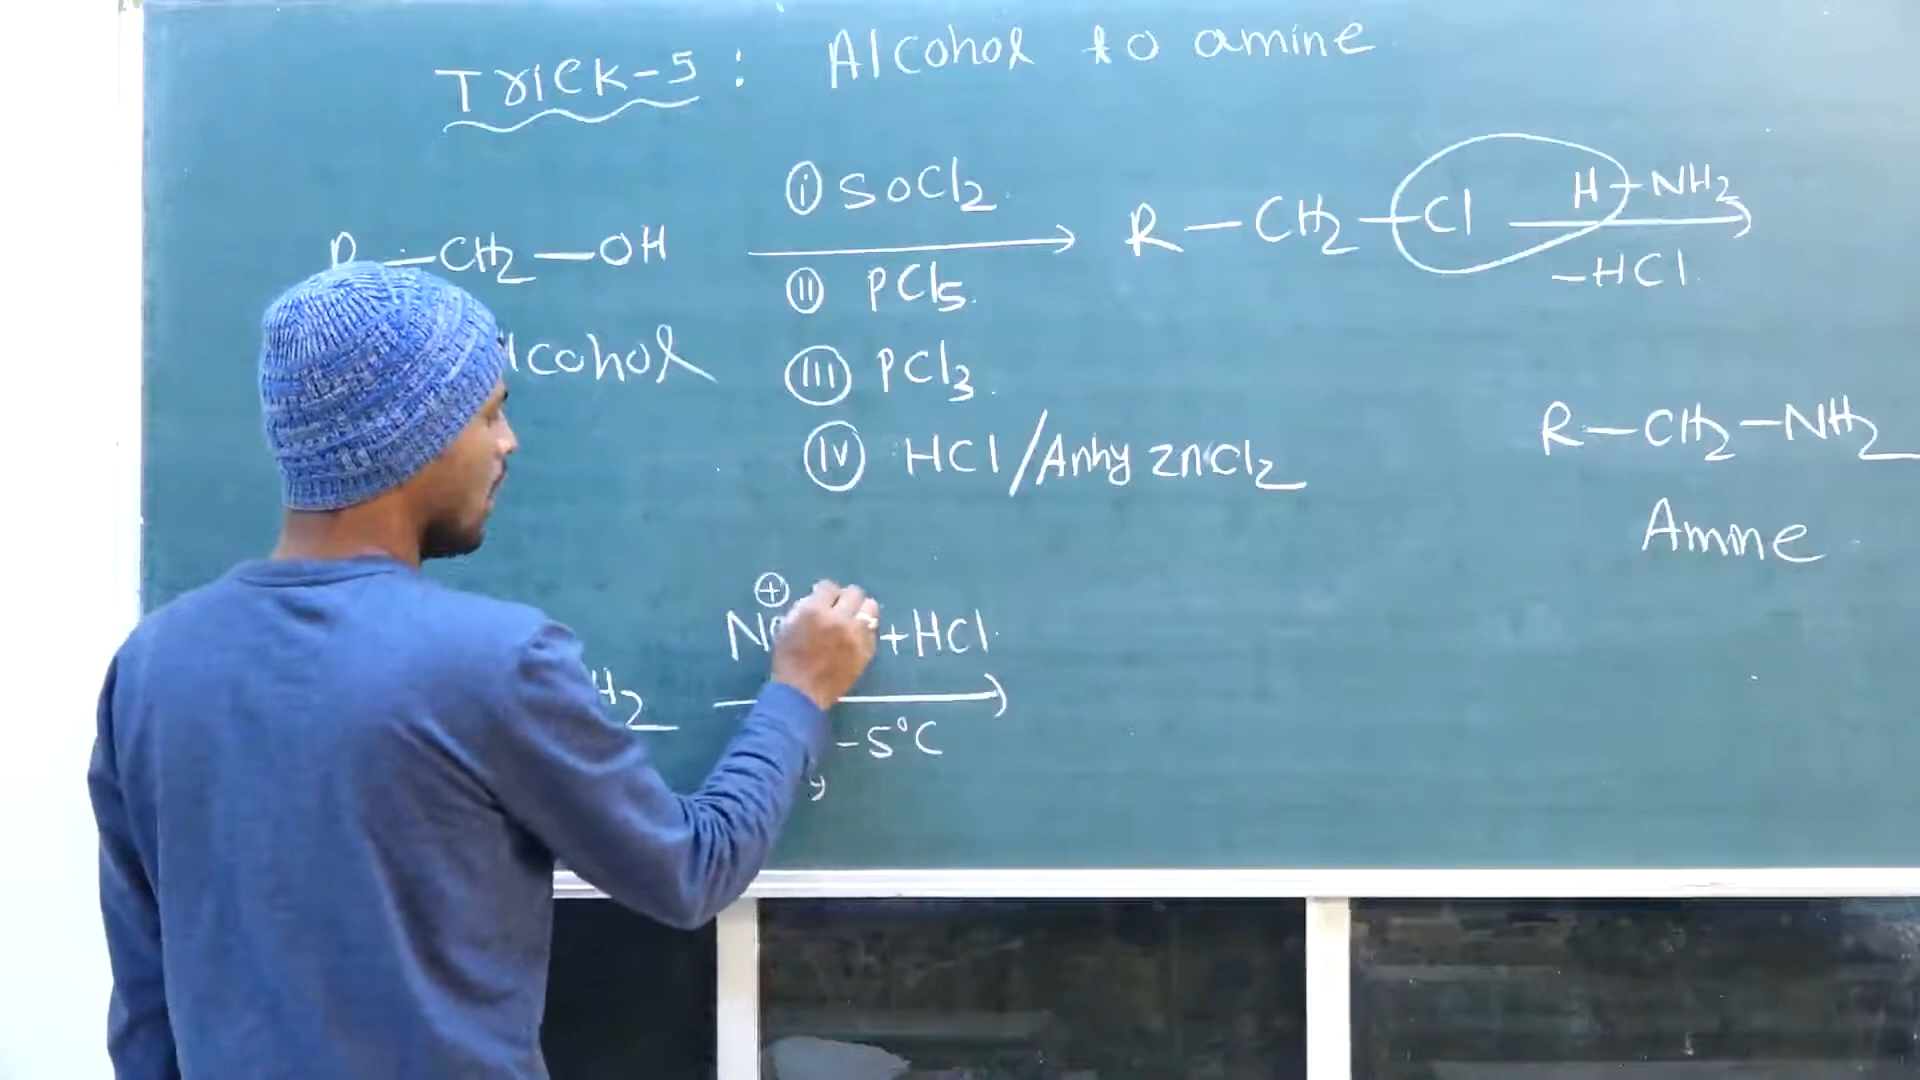 Trick-5 : Alcohol to amine
R—CH2—OH
(i) SOCl2
(ii) PCl5
(iii) PCl3
(iv) HCl/Anhy ZnCl2
R—CH2—Cl H—NH2
-HCl
Alcohol
R—CH2—NH2
Amine
⊕
+HCl
H2
-5°C